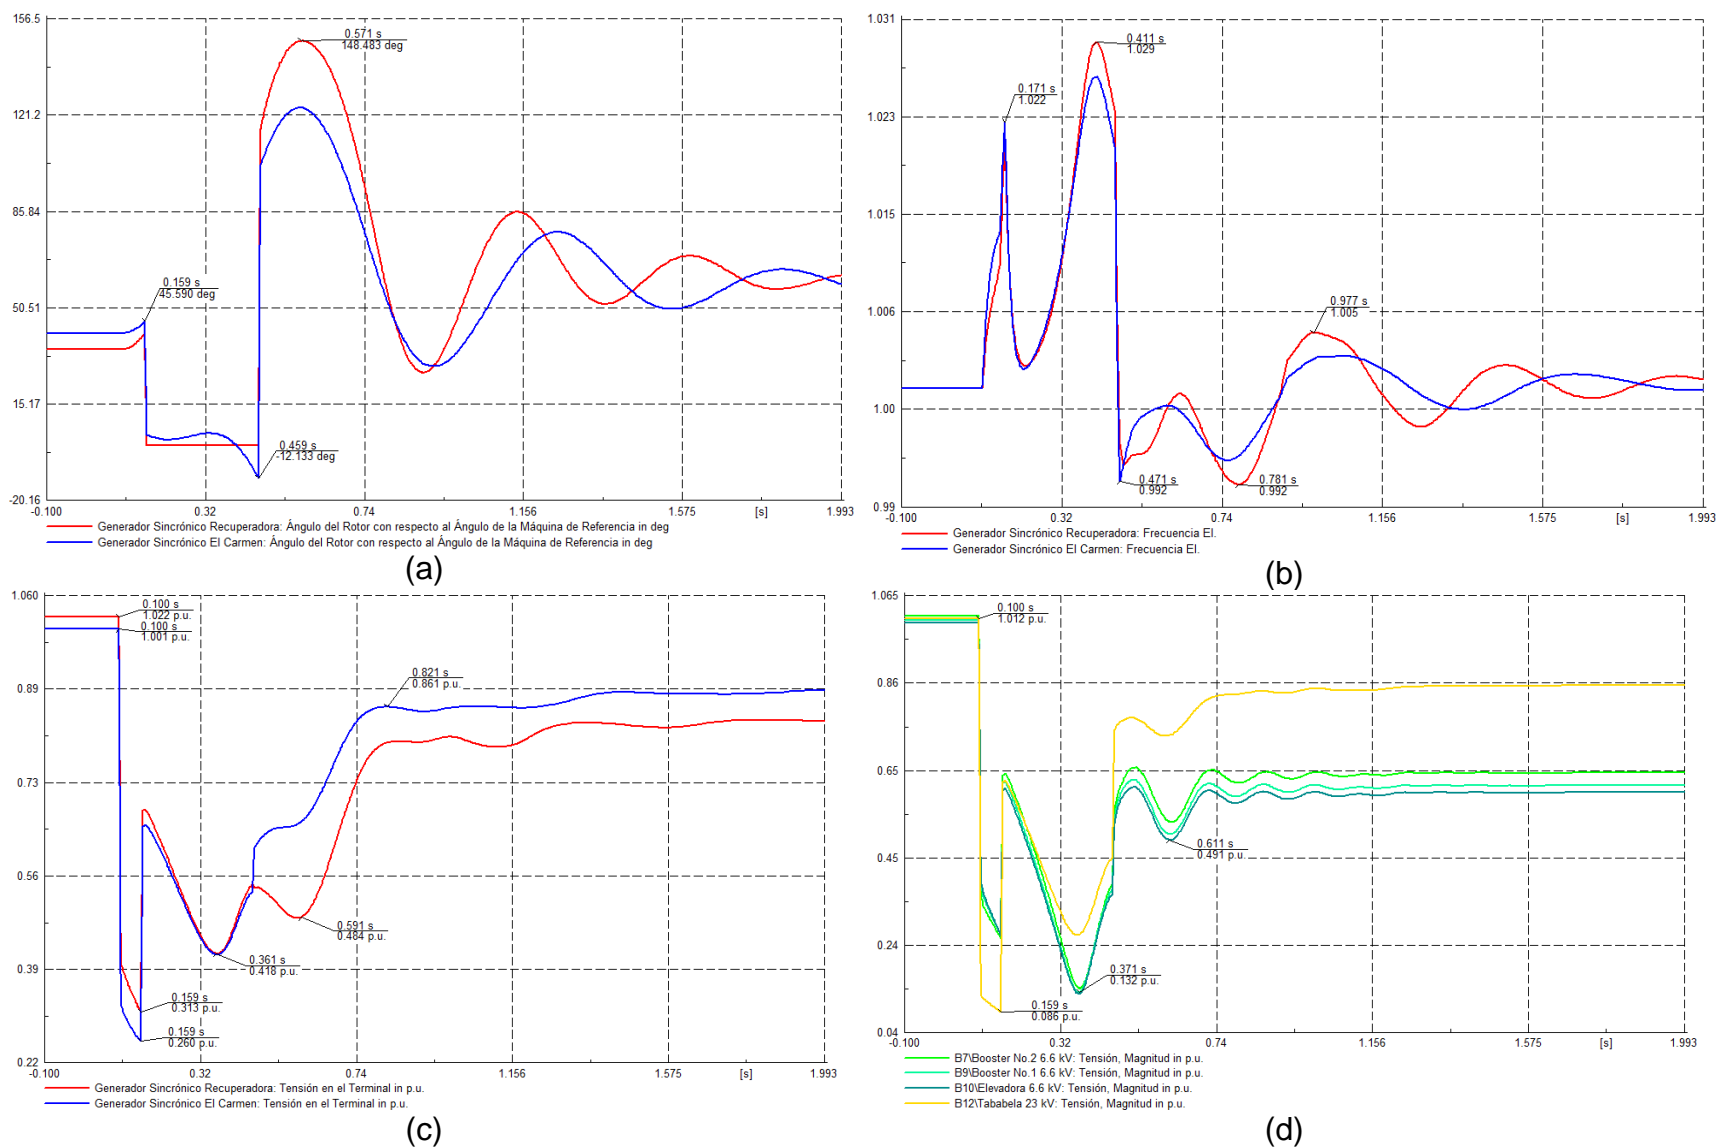 156.5
121.2
85.84
50.51
15.17
-20.16
-0.100
0.32
0.74
1.156
1.575
[s]
1.993
0.571 s
148.483 deg
0.159 s
45.590 deg
0.459 s
-12.133 deg
Generador Sincrónico Recuperadora: Ángulo del Rotor con respecto al Ángulo de la Máquina de Referencia in deg
Generador Sincrónico El Carmen: Ángulo del Rotor con respecto al Ángulo de la Máquina de Referencia in deg
(a)
1.031
1.023
1.015
1.006
1.00
0.99
-0.100
0.32
0.74
1.156
1.575
[s]
1.993
0.411 s
1.029
0.171 s
1.022
0.977 s
1.005
0.471 s
0.992
0.781 s
0.992
Generador Sincrónico Recuperadora: Frecuencia El.
Generador Sincrónico El Carmen: Frecuencia El.
(b)
1.060
0.89
0.73
0.56
0.39
0.22
-0.100
0.32
0.74
1.156
[s]
1.575
1.993
0.100 s
1.022 p.u.
0.100 s
1.001 p.u.
0.821 s
0.861 p.u.
0.591 s
0.484 p.u.
0.361 s
0.418 p.u.
0.159 s
0.313 p.u.
0.159 s
0.260 p.u.
Generador Sincrónico Recuperadora: Tensión en el Terminal in p.u.
Generador Sincrónico El Carmen: Tensión en el Terminal in p.u.
(c)
1.065
0.86
0.65
0.45
0.24
0.04
-0.100
0.32
0.74
1.156
1.575
[s]
1.993
0.100 s
1.012 p.u.
0.611 s
0.491 p.u.
0.371 s
0.132 p.u.
0.159 s
0.086 p.u.
B7\Booster No.2 6.6 kV: Tensión, Magnitud in p.u.
B9\Booster No.1 6.6 kV: Tensión, Magnitud in p.u.
B10\Elevadora 6.6 kV: Tensión, Magnitud in p.u.
B12\Tababela 23 kV: Tensión, Magnitud in p.u.
(d)